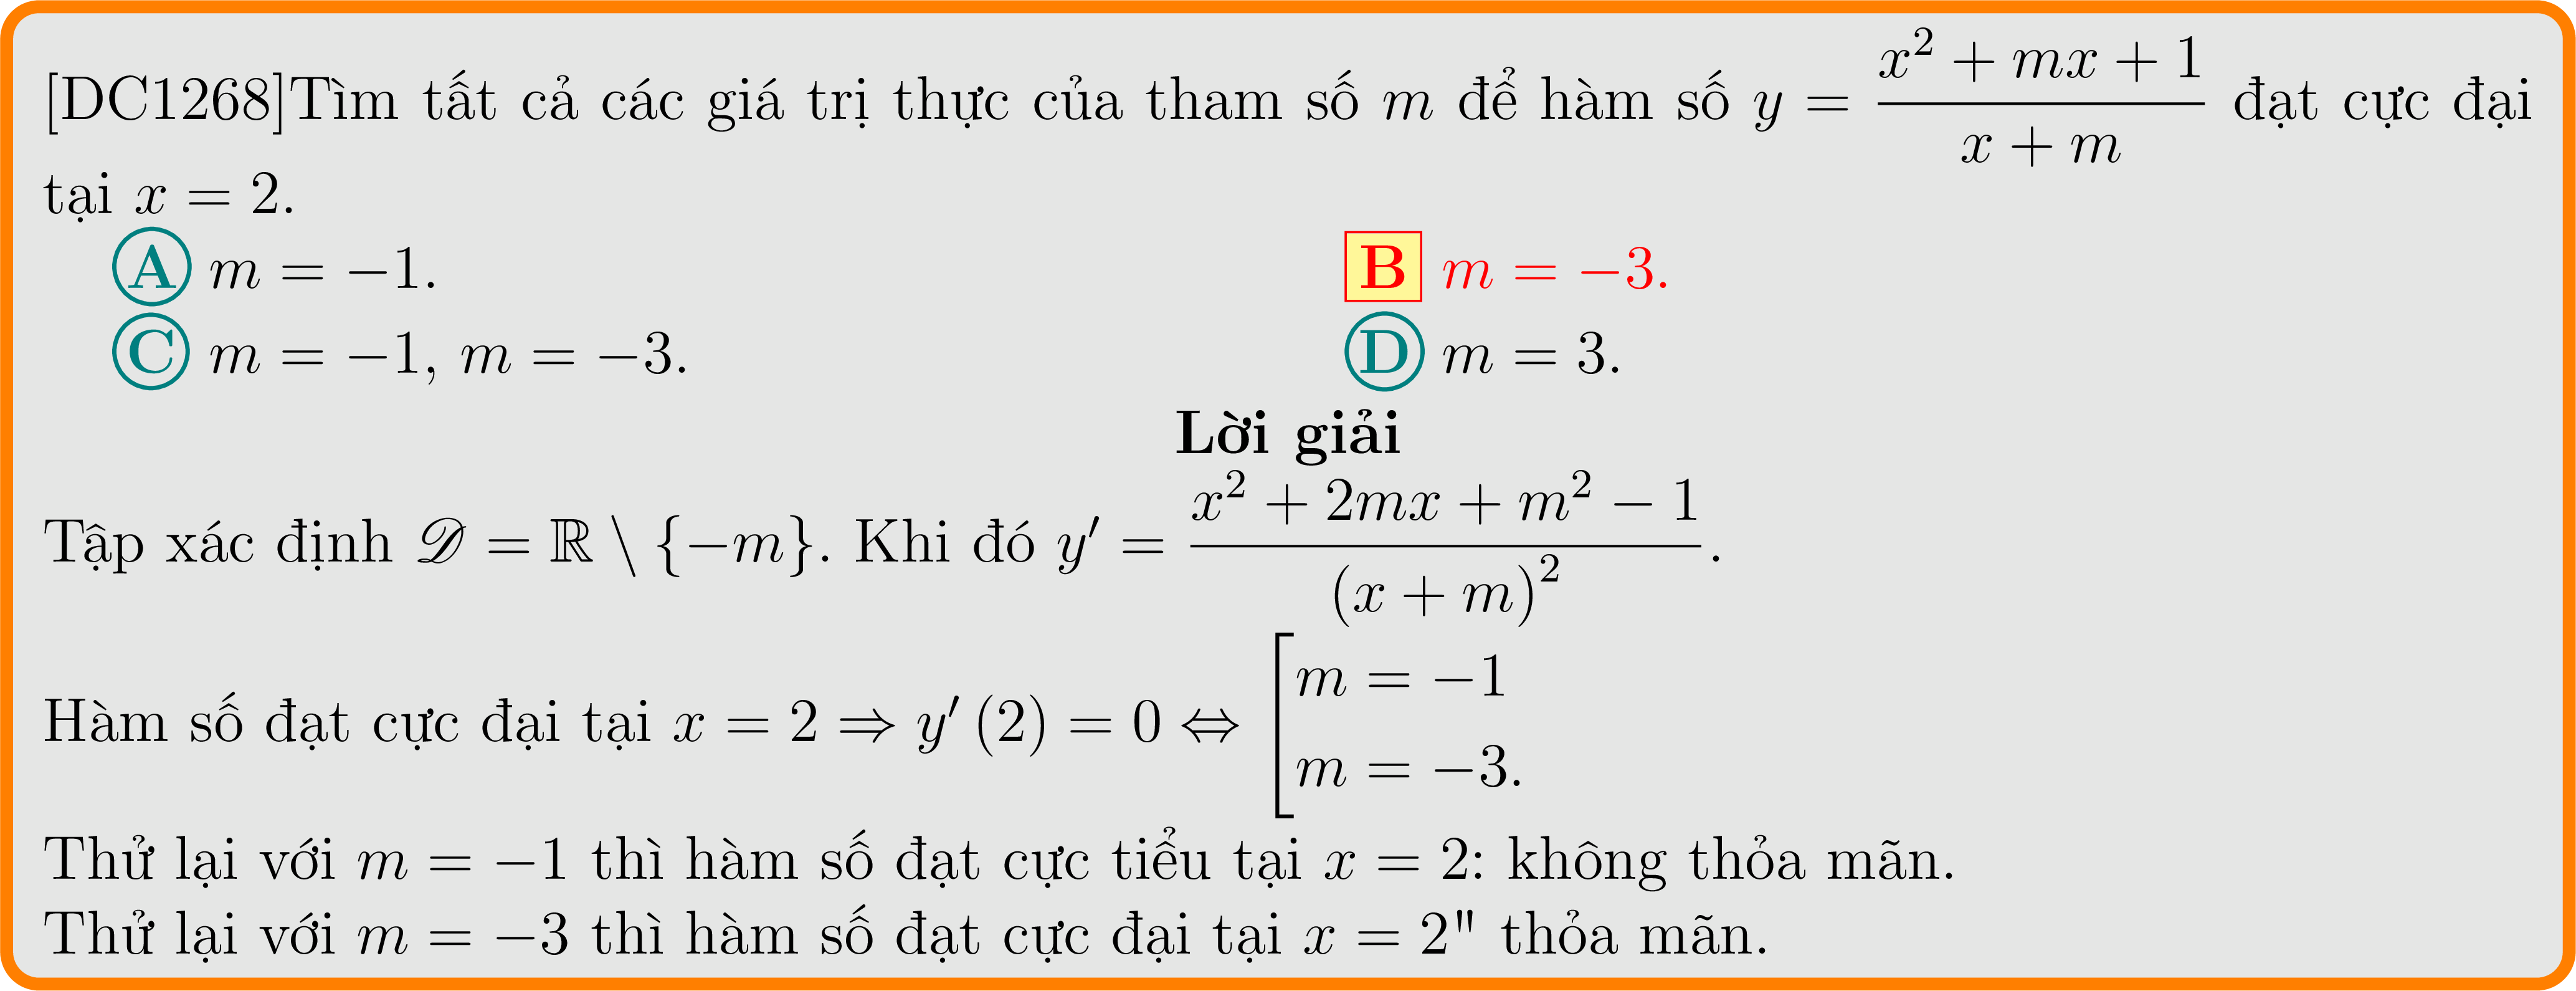 [DC1268]Tìm tất cả các giá trị thực của tham số $m$ để hàm số $y = \dfrac{x^2 + mx + 1}{x + m}$ đạt cực đại
tại $x = 2$.
A $m = -1$. B $m = -3$.
C $m = -1$, $m = -3$. D $m = 3$.
Lời giải
Tập xác định $\mathscr{D} = \mathbb{R} \setminus \{-m\}$. Khi đó $y' = \dfrac{x^2 + 2mx + m^2 - 1}{(x + m)^2}$.
Hàm số đạt cực đại tại $x = 2 \Rightarrow y'(2) = 0 \Leftrightarrow \left[\begin{array}{l} m = -1 \\ m = -3. \end{array}\right.$
Thử lại với $m = -1$ thì hàm số đạt cực tiểu tại $x = 2$: không thỏa mãn.
Thử lại với $m = -3$ thì hàm số đạt cực đại tại $x = 2$" thỏa mãn.